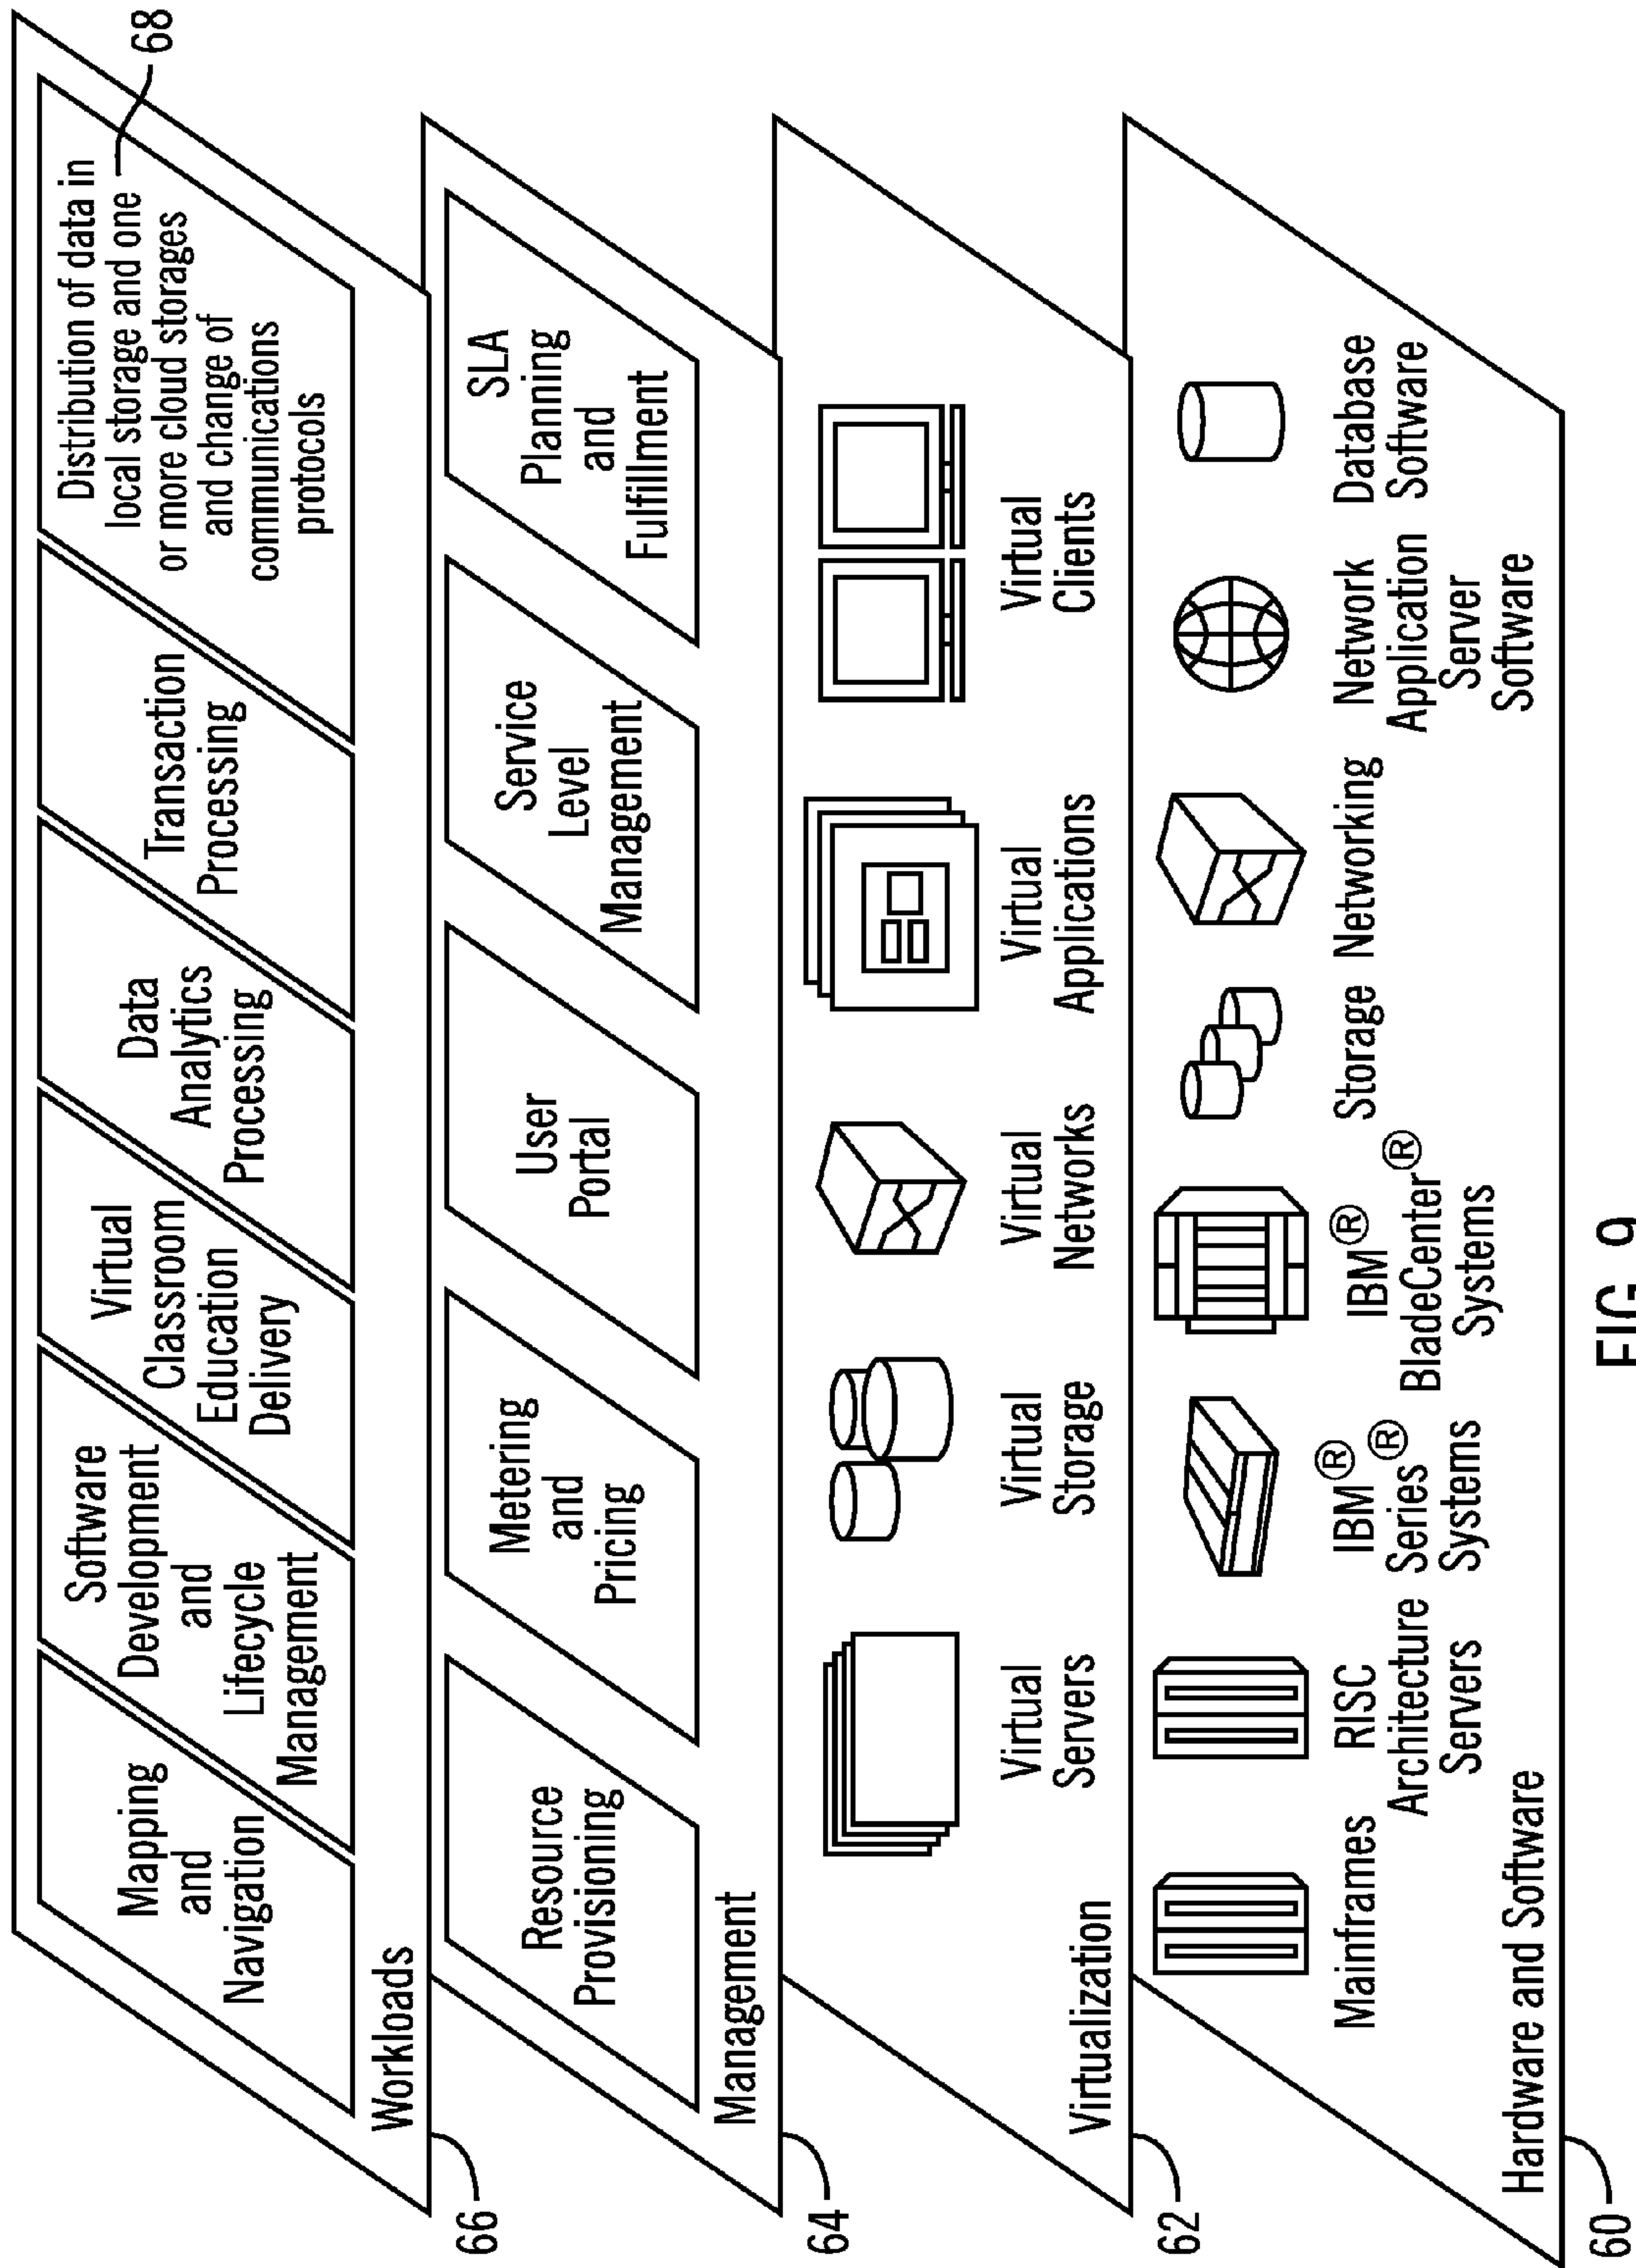 Mapping
and
Navigation
Software
Development
and
Lifecycle
Management
Virtual
Classroom
Education
Delivery
Data
Analytics
Processing
Transaction
Processing
Distribution of data in
local storage and one
or more cloud storages
and change of
communications
protocols
68
Workloads
66
Resource
Provisioning
Metering
and
Pricing
User
Portal
Service
Level
Management
SLA
Planning
and
Fulfillment
Management
64
Virtual
Servers
Virtual
Storage
Virtual
Networks
Virtual
Applications
Virtual
Clients
Virtualization
62
Mainframes
RISC
Architecture
Servers
IBM®
Series®
Systems
IBM®
BladeCenter®
Systems
Storage
Networking
Network
Application
Server
Software
Database
Software
Hardware and Software
60
FIG. 9